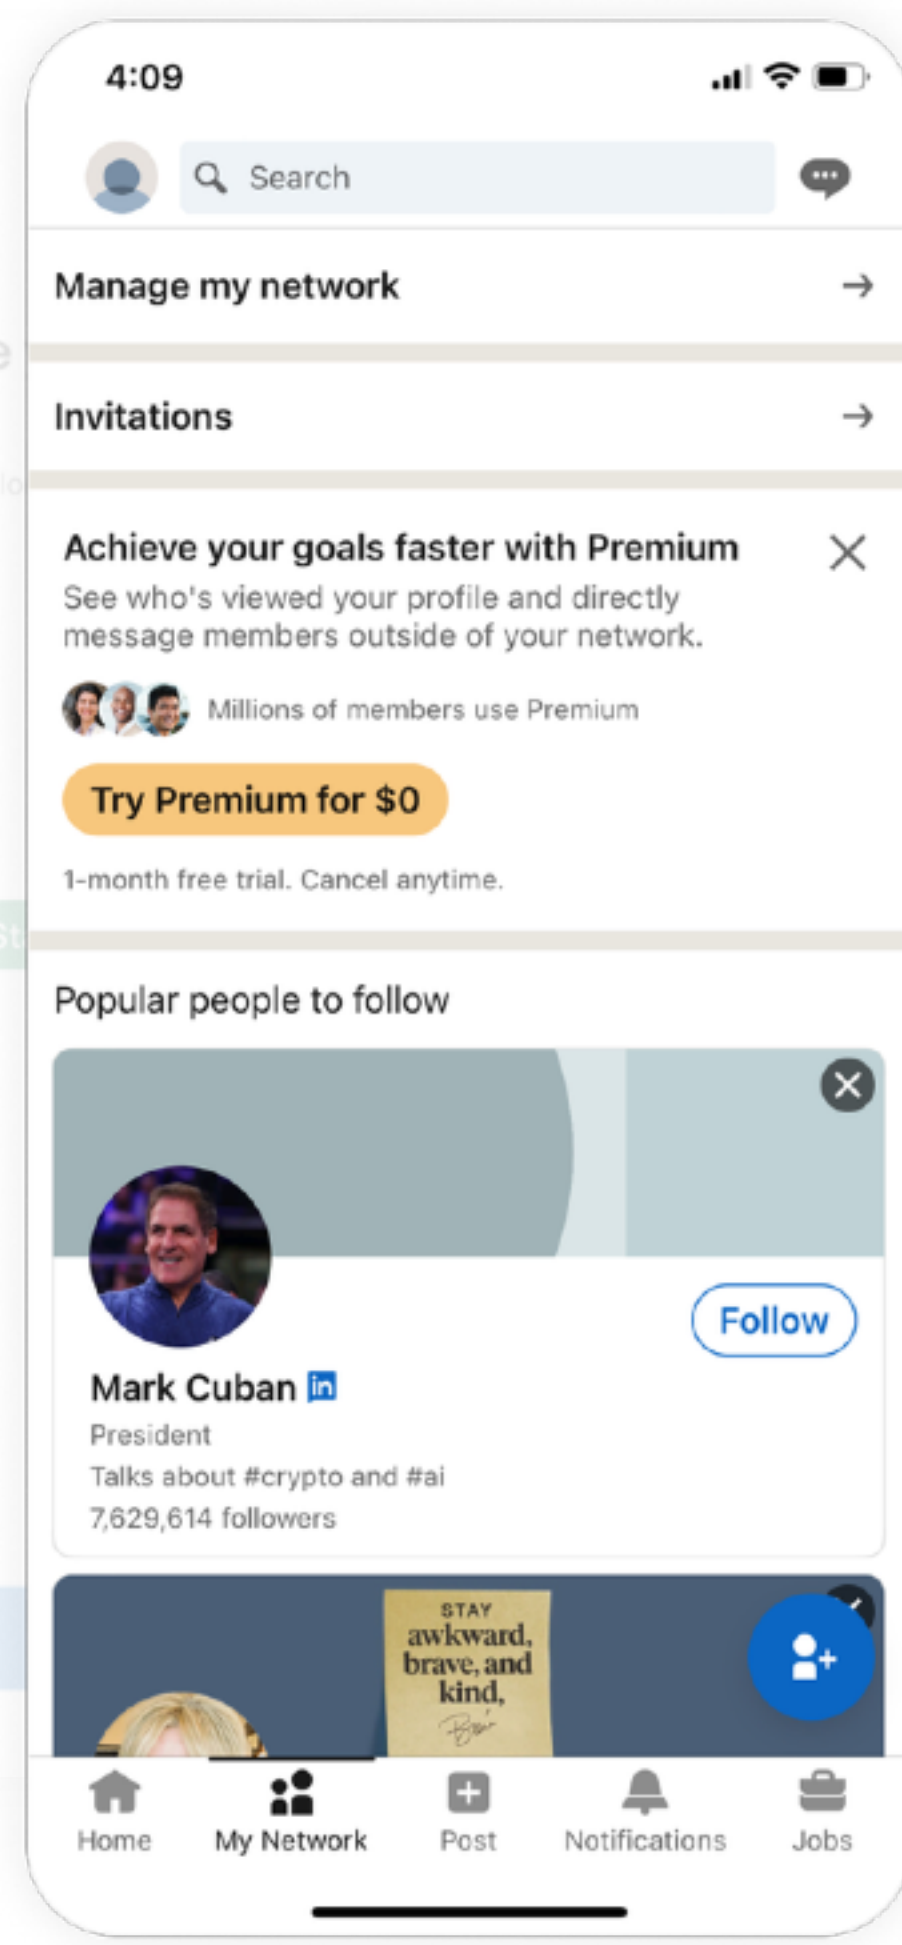 4:09
Search
Manage my network
Invitations
Achieve your goals faster with Premium
See who's viewed your profile and directly
message members outside of your network.
Millions of members use Premium
Try Premium for $0
1-month free trial. Cancel anytime.
Popular people to follow
Follow
Mark Cuban in
President
Talks about #crypto and #ai
7,629,614 followers
STAY
awkward,
brave, and
kind,
Home
My Network
Post
Notifications
Jobs